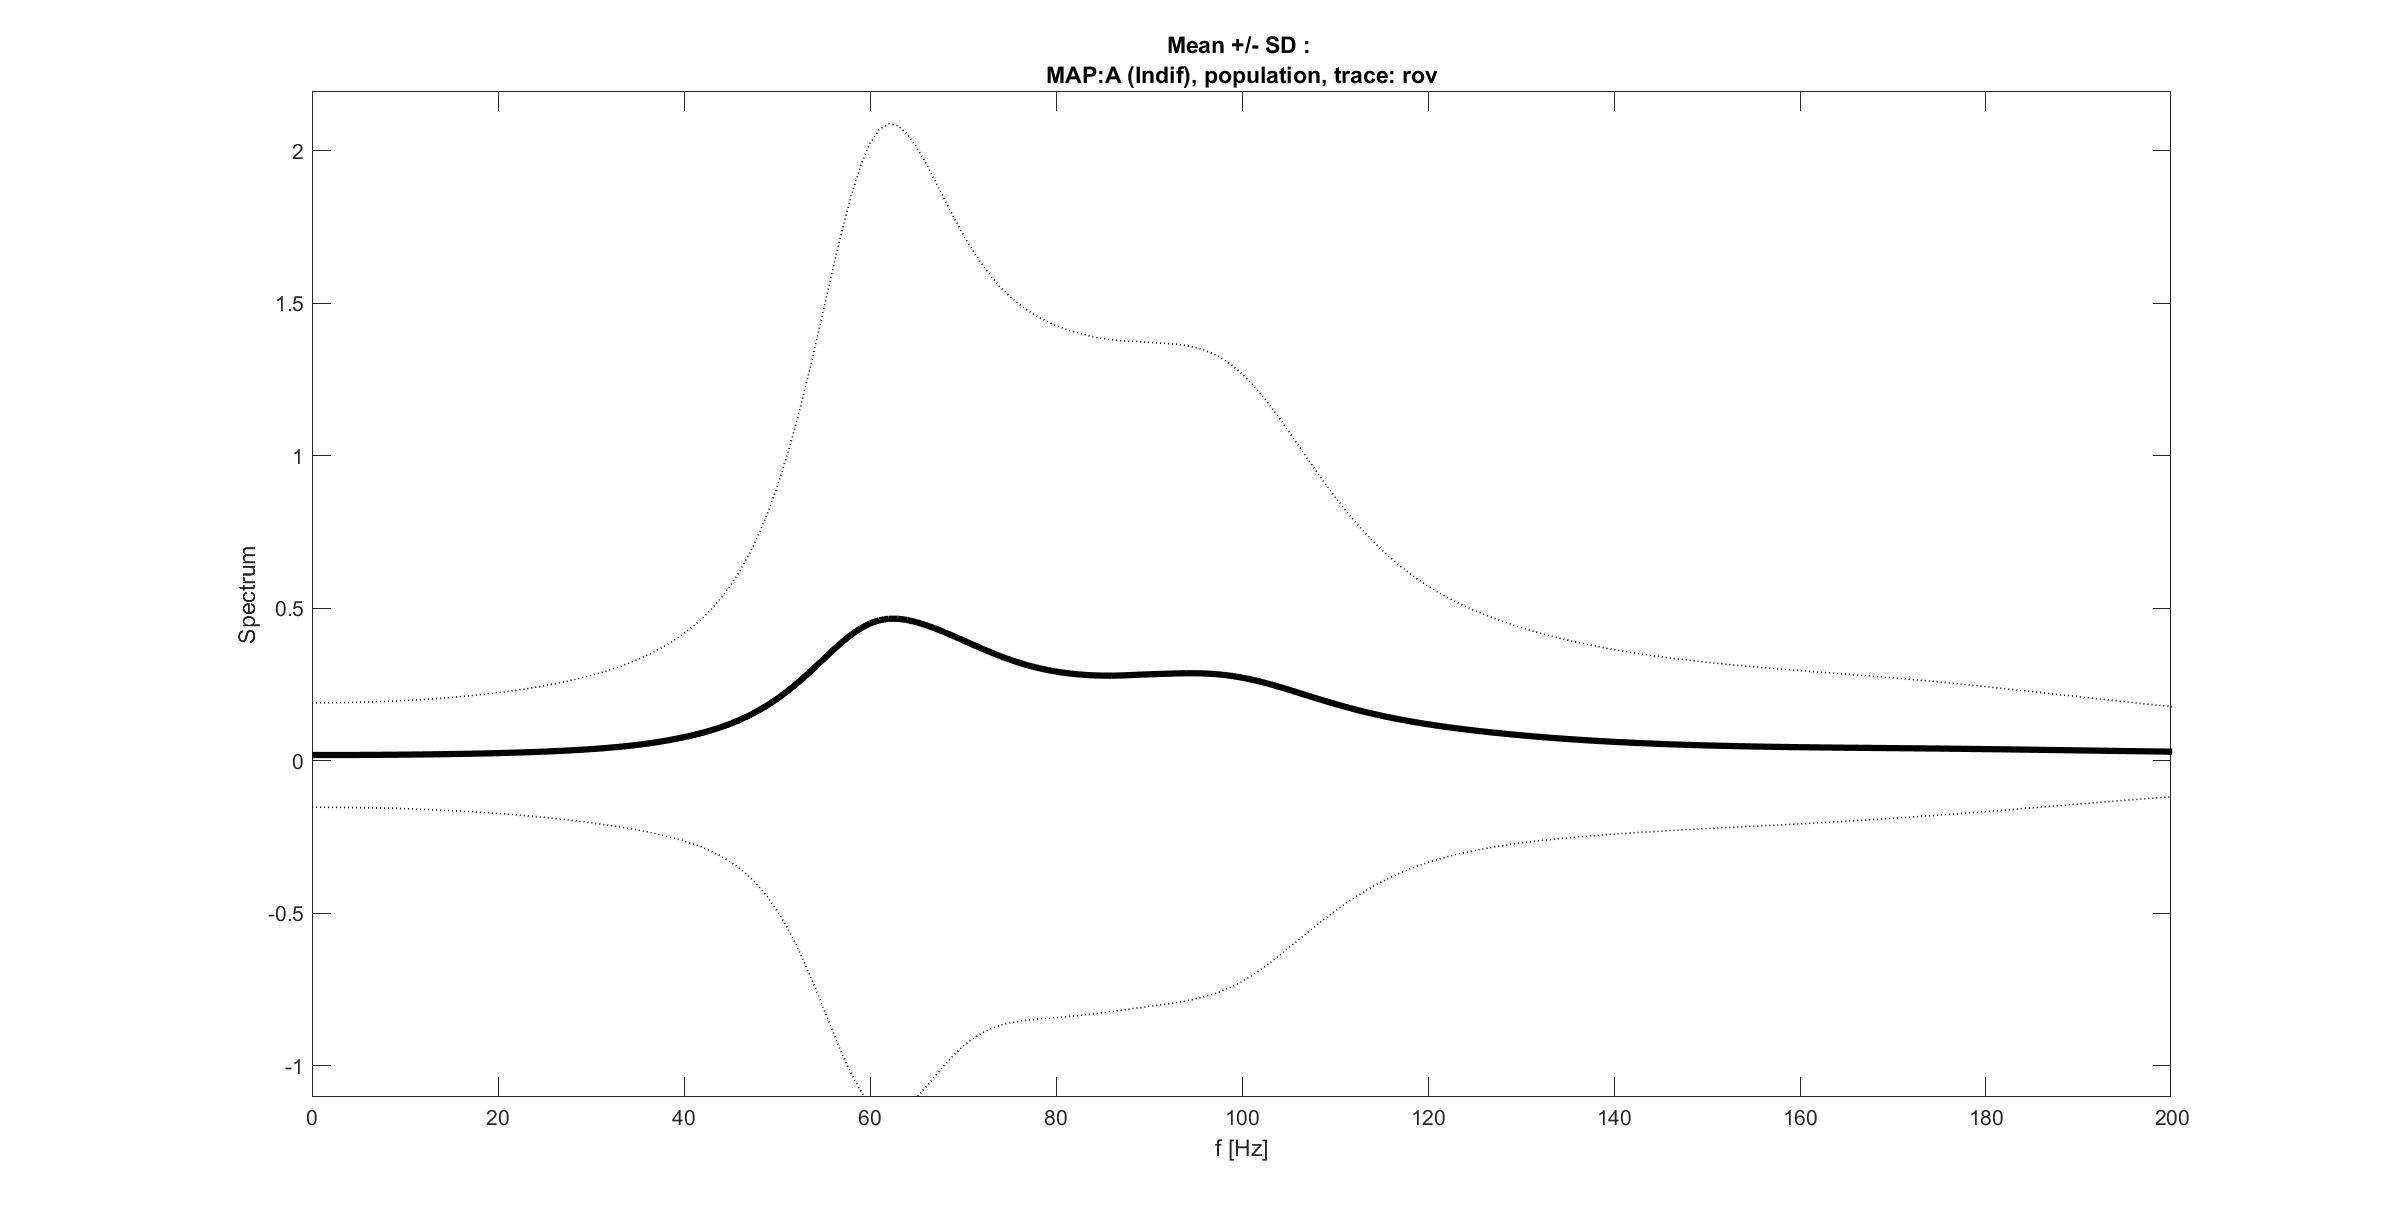 Mean +/- SD :
MAP:A (Indif), population, trace: rov
2
1.5
1
0.5
0
-0.5
-1
Spectrum
0 20 40 60 80 100 120 140 160 180 200
f [Hz]